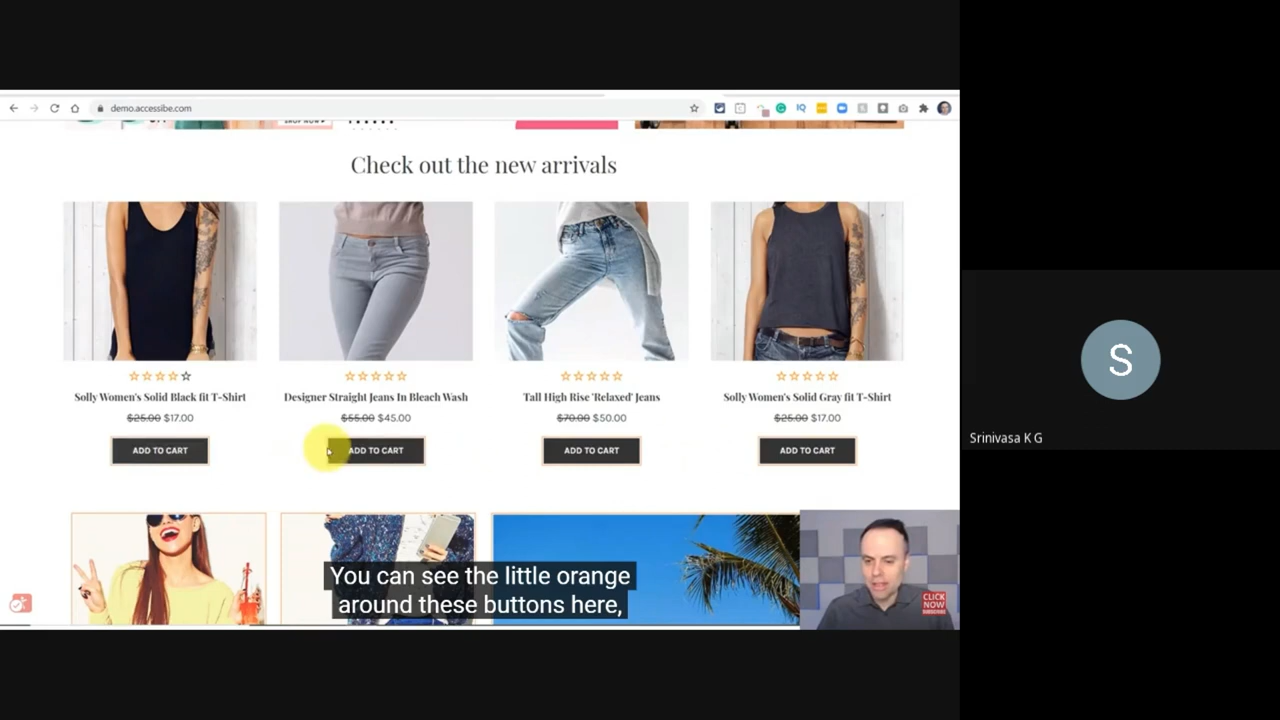 demo.accessibe.com
SHOP NOW
Check out the new arrivals
Solly Women's Solid Black fit T-Shirt
$25.00 $17.00
ADD TO CART
Designer Straight Jeans In Bleach Wash
$55.00 $45.00
ADD TO CART
Tall High Rise 'Relaxed' Jeans
$70.00 $50.00
ADD TO CART
Solly Women's Solid Gray fit T-Shirt
$25.00 $17.00
ADD TO CART
You can see the little orange
around these buttons here,
CLICK
NOW
S
Srinivasa K G